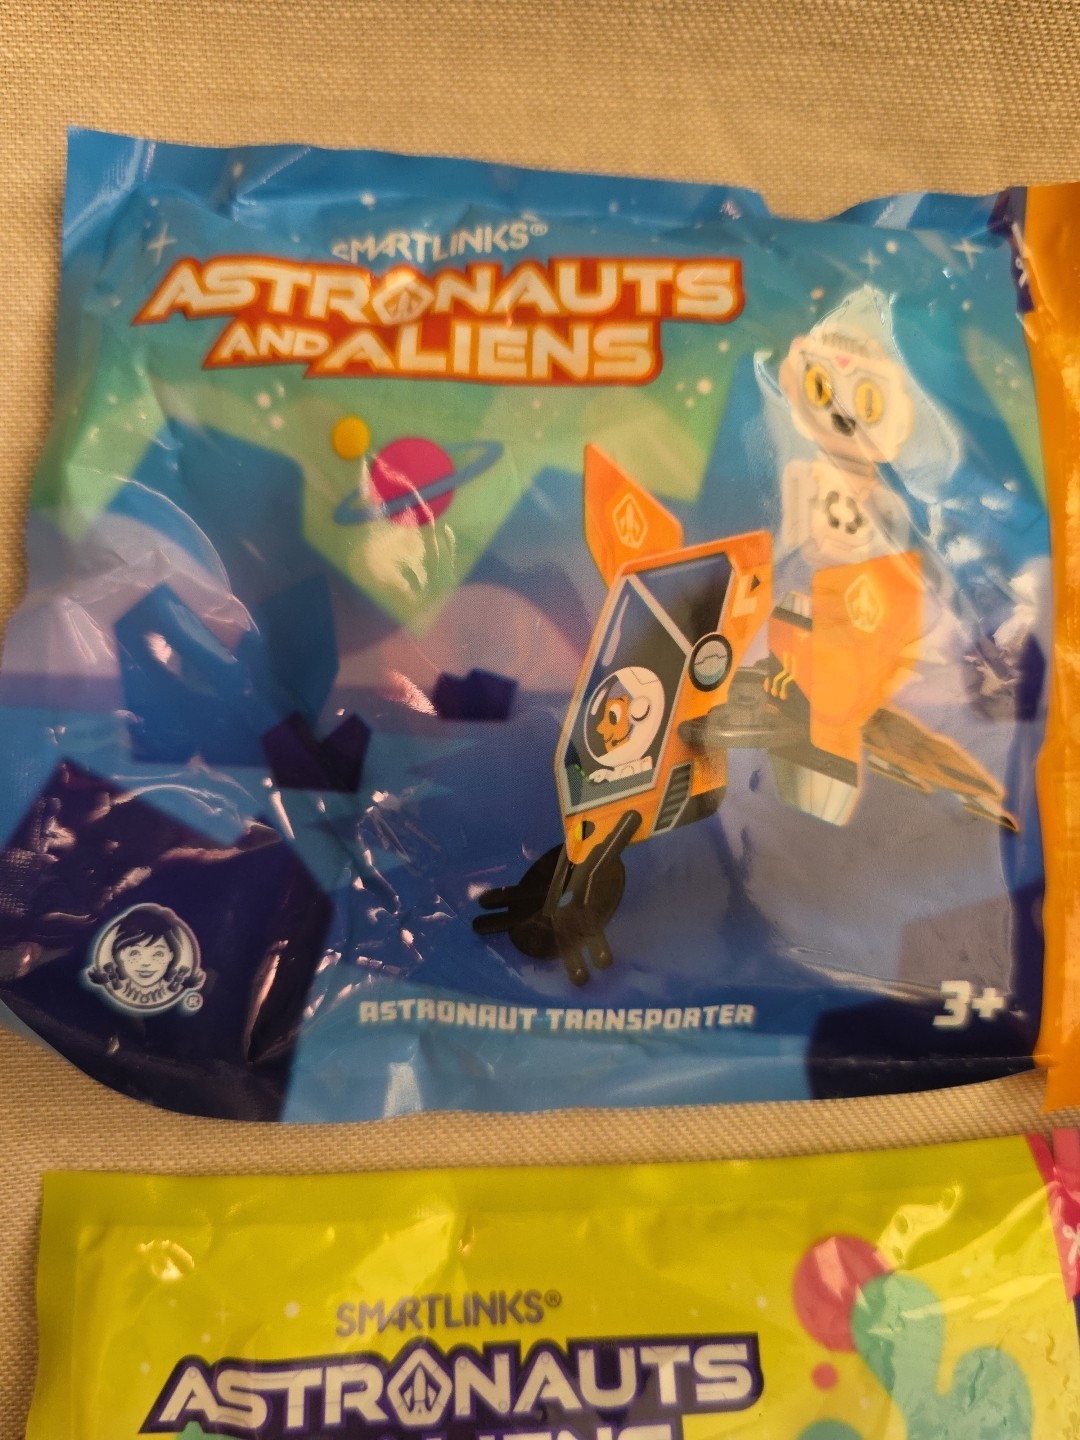 SMARTLINKS®
ASTRONAUTS
AND ALIENS
ASTRONAUT TRANSPORTER
3+
SMARTLINKS®
ASTRONAUTS